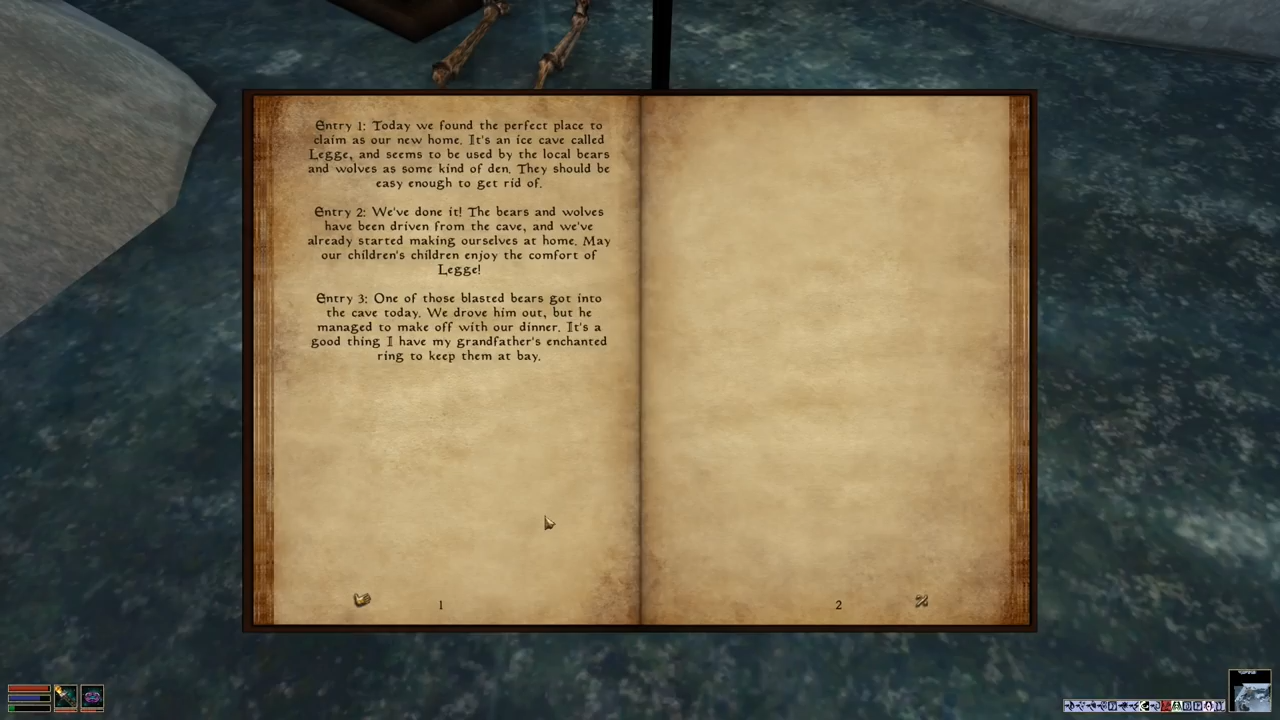 Entry 1: Today we found the perfect place to
claim as our new home. It's an ice cave called
Legge, and seems to be used by the local bears
and wolves as some kind of den. They should be
easy enough to get rid of.
Entry 2: We've done it! The bears and wolves
have been driven from the cave, and we've
already started making ourselves at home. May
our children's children enjoy the comfort of
Legge!
Entry 3: One of those blasted bears got into
the cave today. We drove him out, but he
managed to make off with our dinner. It's a
good thing I have my grandfather's enchanted
ring to keep them at bay.
1
2